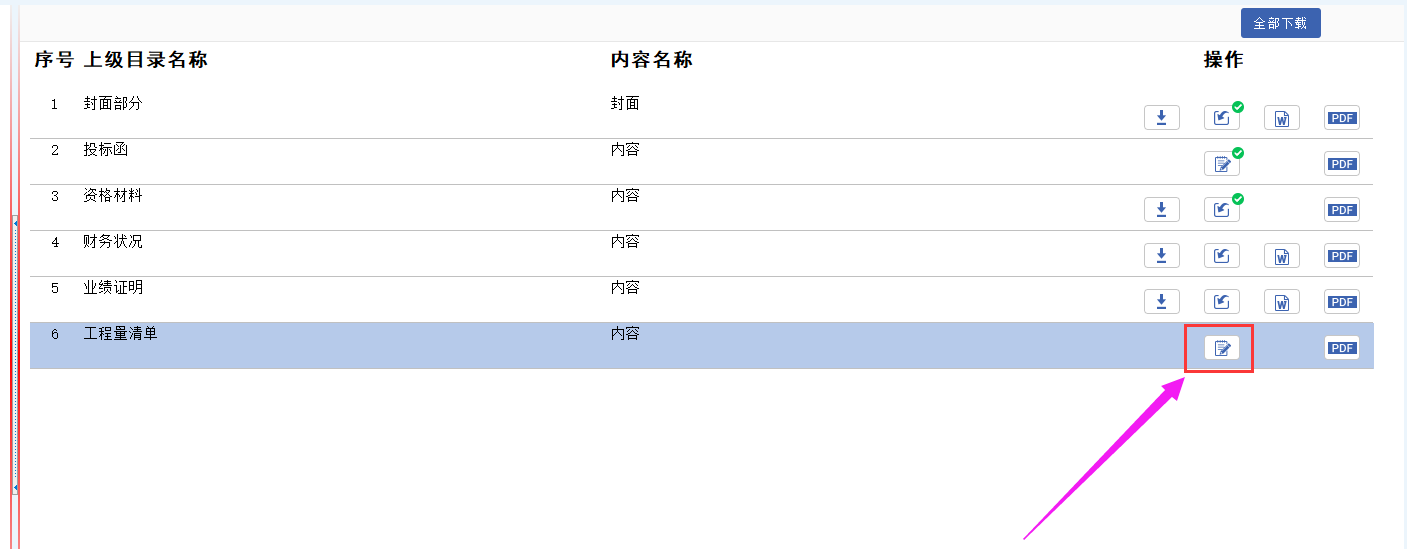 全部下载
序号 上级目录名称 内容名称 操作
1 封面部分 封面 W PDF
2 投标函 内容 PDF
3 资格材料 内容 PDF
4 财务状况 内容 W PDF
5 业绩证明 内容 W PDF
6 工程量清单 内容 PDF